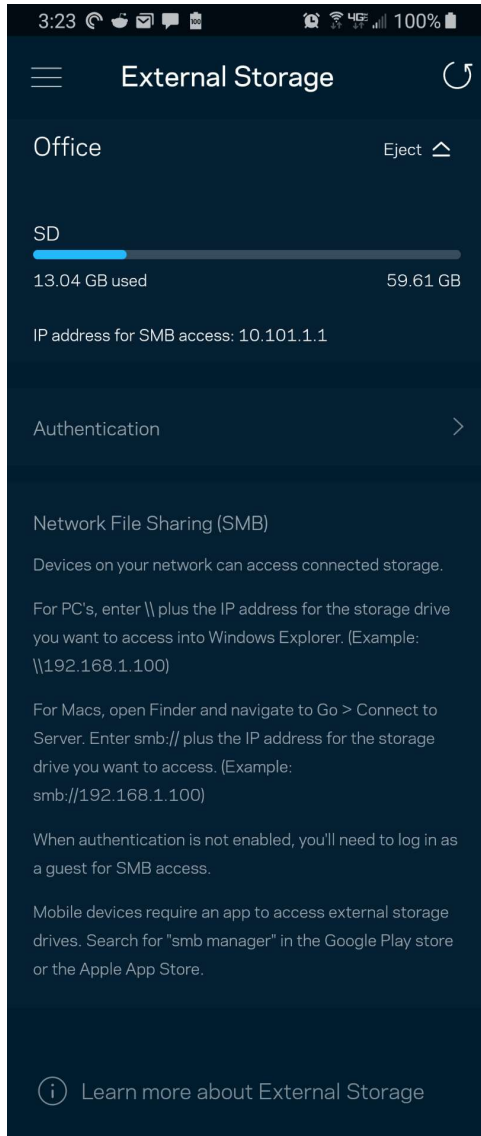 3:23 100%
External Storage
Office Eject
SD
13.04 GB used 59.61 GB
IP address for SMB access: 10.101.1.1
Authentication
Network File Sharing (SMB)
Devices on your network can access connected storage.
For PC's, enter \\ plus the IP address for the storage drive
you want to access into Windows Explorer. (Example:
\\192.168.1.100)
For Macs, open Finder and navigate to Go > Connect to
Server. Enter smb:// plus the IP address for the storage
drive you want to access. (Example:
smb://192.168.1.100)
When authentication is not enabled, you'll need to log in as
a guest for SMB access.
Mobile devices require an app to access external storage
drives. Search for "smb manager" in the Google Play store
or the Apple App Store.
Learn more about External Storage